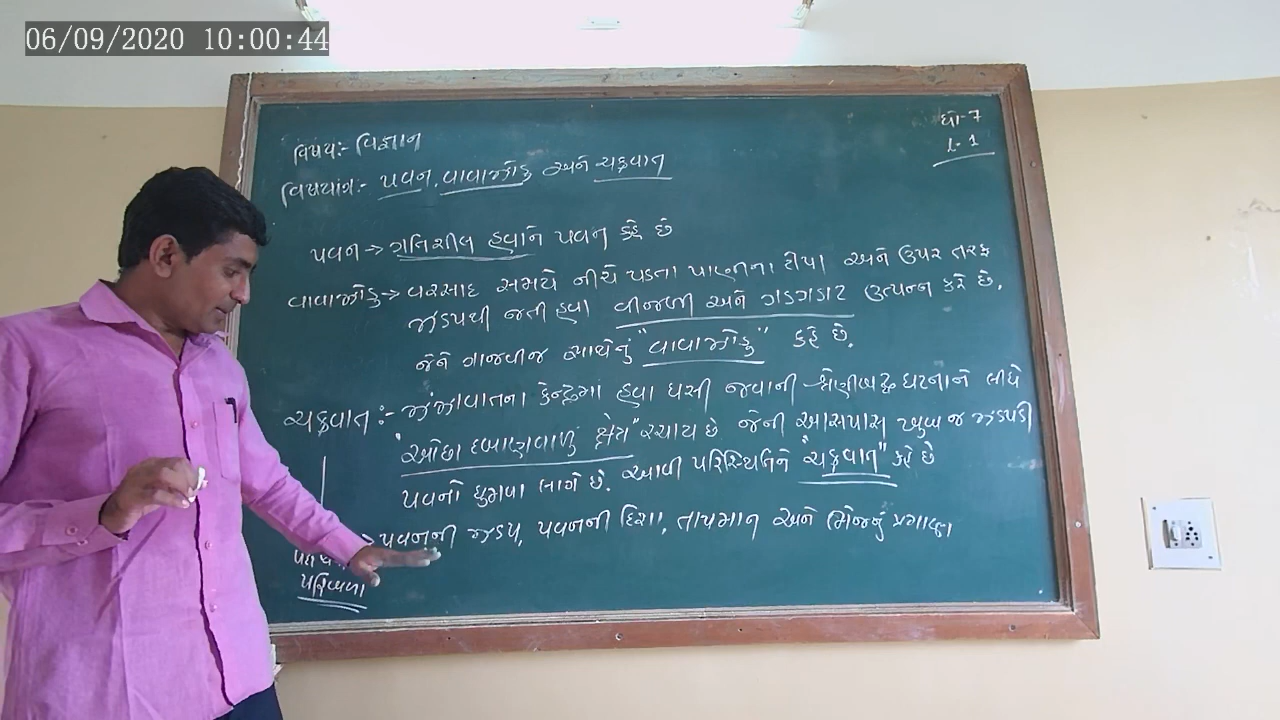 06/09/2020 10:00:44
ધો-7
L-1
વિષય:- વિજ્ઞાન
વિષયાંગ:- પવન, વાવાઝોડુ અને ચક્રવાત
પવન → ગતિશીલ હવાને પવન કહે છે
વાવાઝોડુ → વરસાદ સમયે નીચે પડતા પાણીના ટીપા અને ઉપર તરફ
ઝડપથી જતી હવા વીજળી અને ગડગડાટ ઉત્પન્ન કરે છે.
જેને ગાજવીજ સાથેનું "વાવાઝોડુ" કહે છે.
ચક્રવાત :- ઝંઝાવાતના કેન્દ્રમાં હવા ધસી જવાની શ્રેણીબદ્ધ ઘટનાને લીધે
"ઓછા દબાણવાળું ક્ષેત્ર" રચાય છે જેની આસપાસ ખુબ જ ઝડપી
પવનો ઘુમવા લાગે છે. આવી પરિસ્થિતિને "ચક્રવાત" કહે છે
→ પવનની ઝડપ, પવનની દિશા, તાપમાન અને ભેજનું પ્રમાણ
પરિબળો